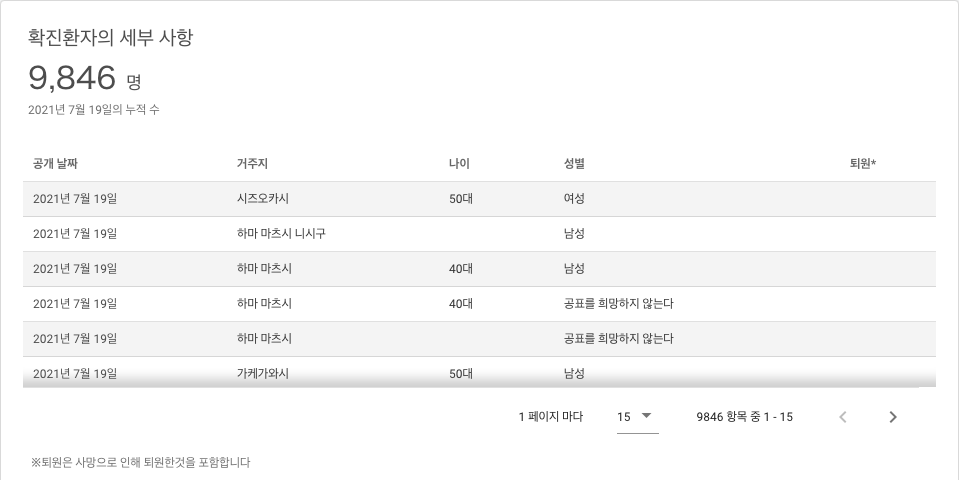 확진환자의 세부 사항
9,846 명
2021년 7월 19일의 누적 수
공개 날짜 거주지 나이 성별 퇴원*
2021년 7월 19일 시즈오카시 50대 여성
2021년 7월 19일 하마 마츠시 니시구 남성
2021년 7월 19일 하마 마츠시 40대 남성
2021년 7월 19일 하마 마츠시 40대 공표를 희망하지 않는다
2021년 7월 19일 하마 마츠시 공표를 희망하지 않는다
2021년 7월 19일 가케가와시 50대 남성
1 페이지 마다 15 9846 항목 중 1 - 15
※퇴원은 사망으로 인해 퇴원한것을 포함합니다